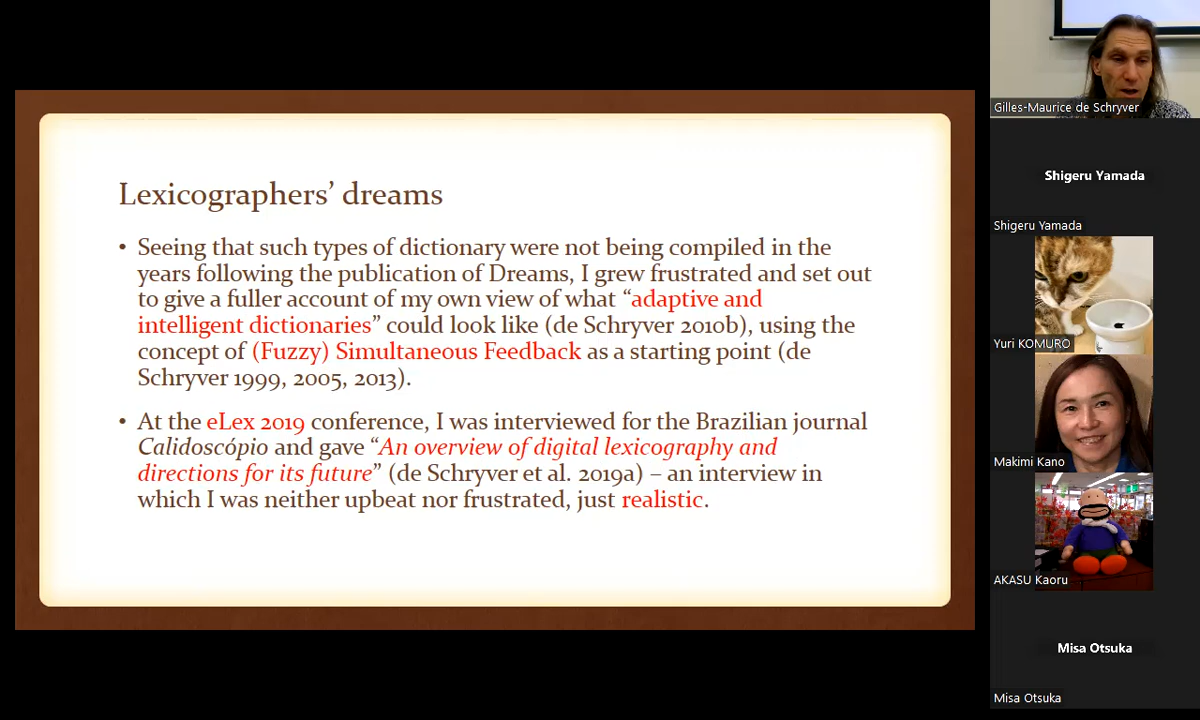 Lexicographers’ dreams
• Seeing that such types of dictionary were not being compiled in the
years following the publication of Dreams, I grew frustrated and set out
to give a fuller account of my own view of what “adaptive and
intelligent dictionaries” could look like (de Schryver 2010b), using the
concept of (Fuzzy) Simultaneous Feedback as a starting point (de
Schryver 1999, 2005, 2013).
• At the eLex 2019 conference, I was interviewed for the Brazilian journal
Calidoscópio and gave “An overview of digital lexicography and
directions for its future” (de Schryver et al. 2019a) – an interview in
which I was neither upbeat nor frustrated, just realistic.
Gilles-Maurice de Schryver
Shigeru Yamada
Shigeru Yamada
Yuri KOMURO
Makimi Kano
AKASU Kaoru
Misa Otsuka
Misa Otsuka